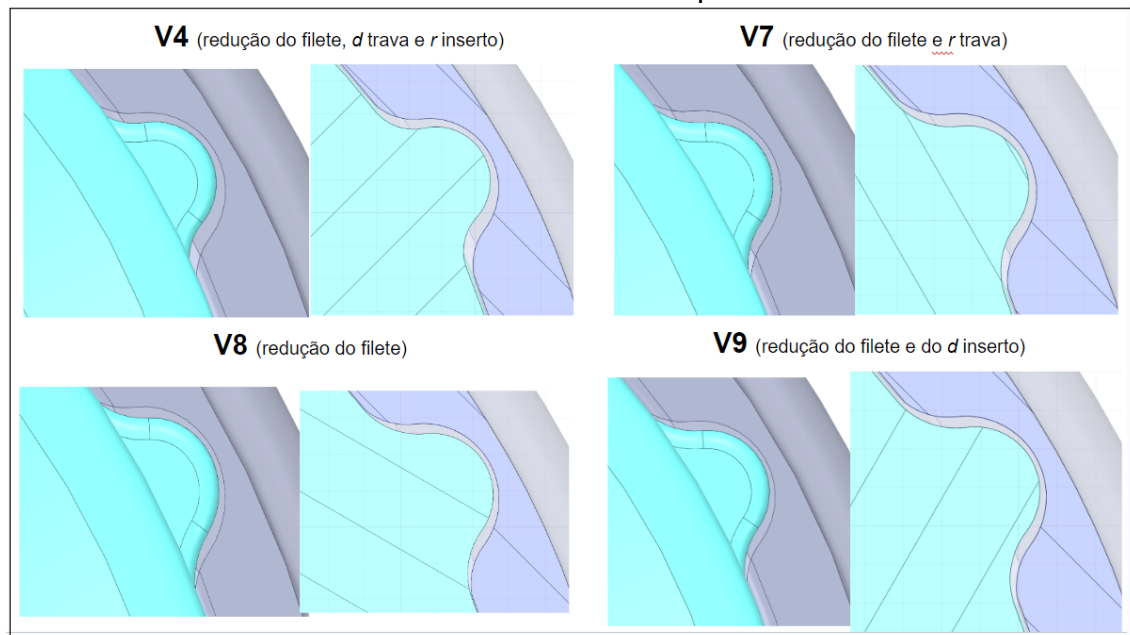 V4 (redução do filete, d trava e r inserto)
V7 (redução do filete e r trava)
V8 (redução do filete)
V9 (redução do filete e do d inserto)